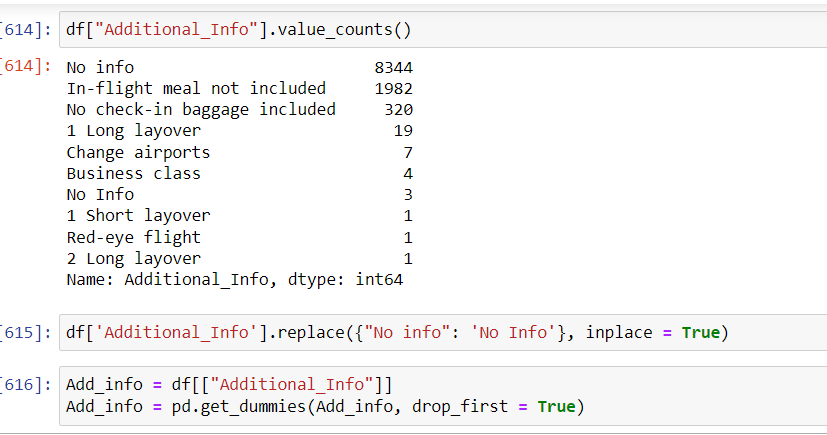 [614]: df["Additional_Info"].value_counts()
[614]: No info 8344
In-flight meal not included 1982
No check-in baggage included 320
1 Long layover 19
Change airports 7
Business class 4
No Info 3
1 Short layover 1
Red-eye flight 1
2 Long layover 1
Name: Additional_Info, dtype: int64
[615]: df['Additional_Info'].replace({"No info": 'No Info'}, inplace = True)
[616]: Add_info = df[["Additional_Info"]]
Add_info = pd.get_dummies(Add_info, drop_first = True)